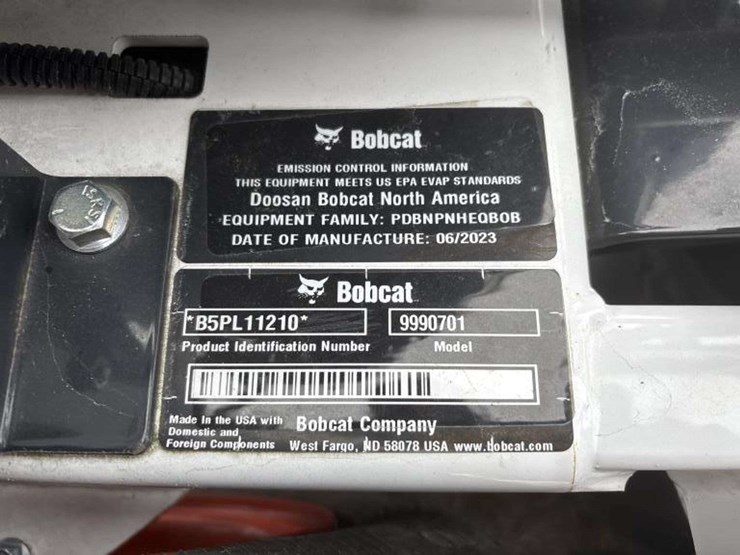 Bobcat
EMISSION CONTROL INFORMATION
THIS EQUIPMENT MEETS US EPA EVAP STANDARDS
Doosan Bobcat North America
EQUIPMENT FAMILY: PDBNPNHEQBOB
DATE OF MANUFACTURE: 06/2023
Bobcat
*B5PL11210* 9990701
Product Identification Number Model
Made in the USA with
Domestic and
Foreign Components
Bobcat Company
West Fargo, ND 58078 USA www.bobcat.com